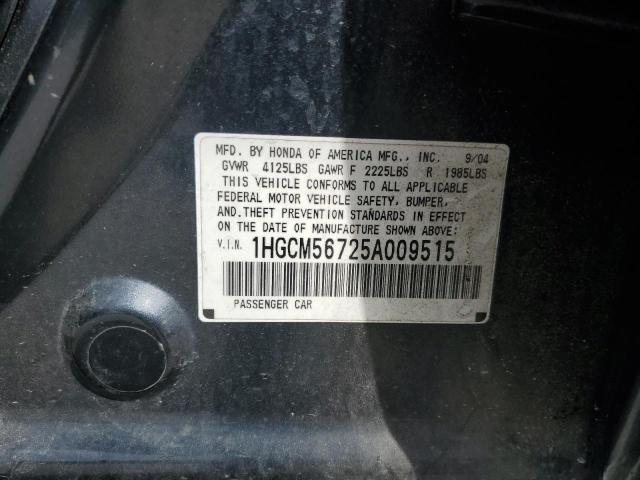 MFD. BY HONDA OF AMERICA MFG., INC. 9/04
GVWR 4125LBS GAWR F 2225LBS R 1985LBS
THIS VEHICLE CONFORMS TO ALL APPLICABLE
FEDERAL MOTOR VEHICLE SAFETY, BUMPER,
AND THEFT PREVENTION STANDARDS IN EFFECT
ON THE DATE OF MANUFACTURE SHOWN ABOVE:
V.I.N. 1HGCM56725A009515
PASSENGER CAR